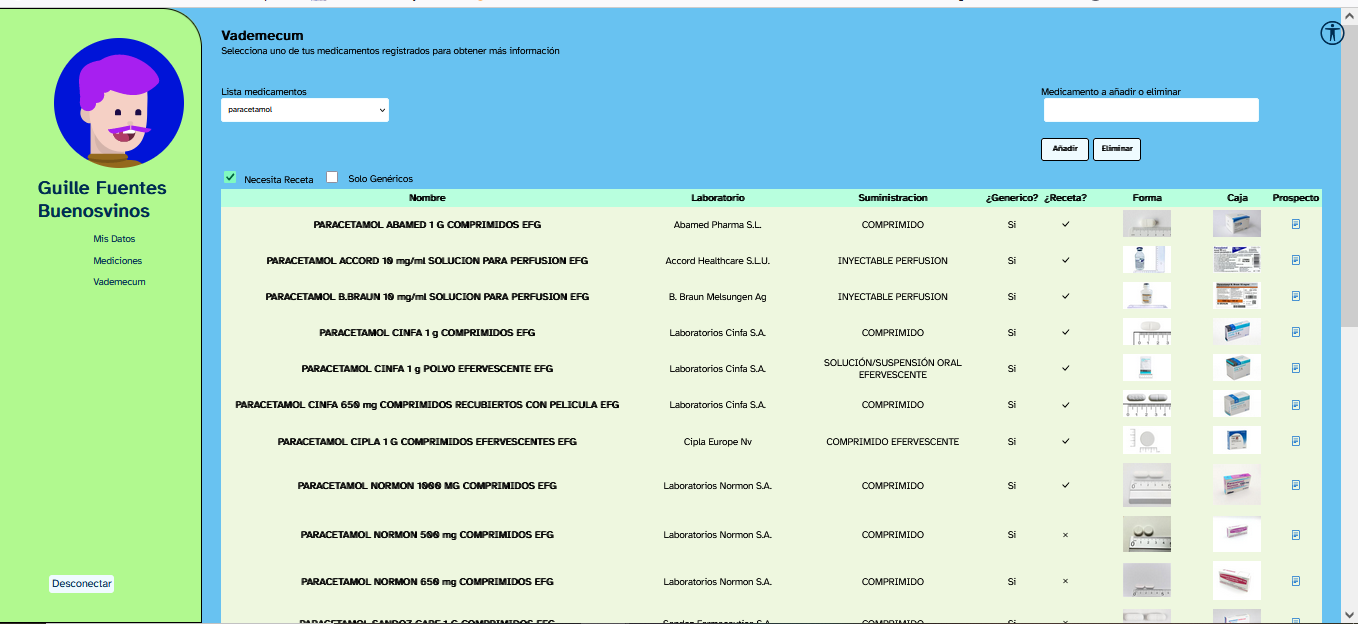 Vademecum
Selecciona uno de tus medicamentos registrados para obtener más información
Lista medicamentos
paracetamol
Medicamento a añadir o eliminar
Añadir Eliminar
Guille Fuentes
Buenosvinos
Mis Datos
Mediciones
Vademecum
Desconectar
Necesita Receta Solo Genéricos
Nombre Laboratorio Suministracion ¿Generico? ¿Receta? Forma Caja Prospecto
PARACETAMOL ABAMED 1 G COMPRIMIDOS EFG Abamed Pharma S.L. COMPRIMIDO Si
PARACETAMOL ACCORD 10 mg/ml SOLUCION PARA PERFUSION EFG Accord Healthcare S.L.U. INYECTABLE PERFUSION Si
PARACETAMOL B.BRAUN 10 mg/ml SOLUCION PARA PERFUSION EFG B. Braun Melsungen Ag INYECTABLE PERFUSION Si
PARACETAMOL CINFA 1 g COMPRIMIDOS EFG Laboratorios Cinfa S.A. COMPRIMIDO Si
PARACETAMOL CINFA 1 g POLVO EFERVESCENTE EFG Laboratorios Cinfa S.A. SOLUCIÓN/SUSPENSIÓN ORAL
EFERVESCENTE Si
PARACETAMOL CINFA 650 mg COMPRIMIDOS RECUBIERTOS CON PELICULA EFG Laboratorios Cinfa S.A. COMPRIMIDO Si
PARACETAMOL CIPLA 1 G COMPRIMIDOS EFERVESCENTES EFG Cipla Europe Nv COMPRIMIDO EFERVESCENTE Si
PARACETAMOL NORMON 1000 MG COMPRIMIDOS EFG Laboratorios Normon S.A. COMPRIMIDO Si
PARACETAMOL NORMON 500 mg COMPRIMIDOS EFG Laboratorios Normon S.A. COMPRIMIDO Si
PARACETAMOL NORMON 650 mg COMPRIMIDOS EFG Laboratorios Normon S.A. COMPRIMIDO Si
PARACETAMOL SANDOZ CARE 1 G COMPRIMIDOS EFG Sandoz Farmaceutica S.A. COMPRIMIDO Si